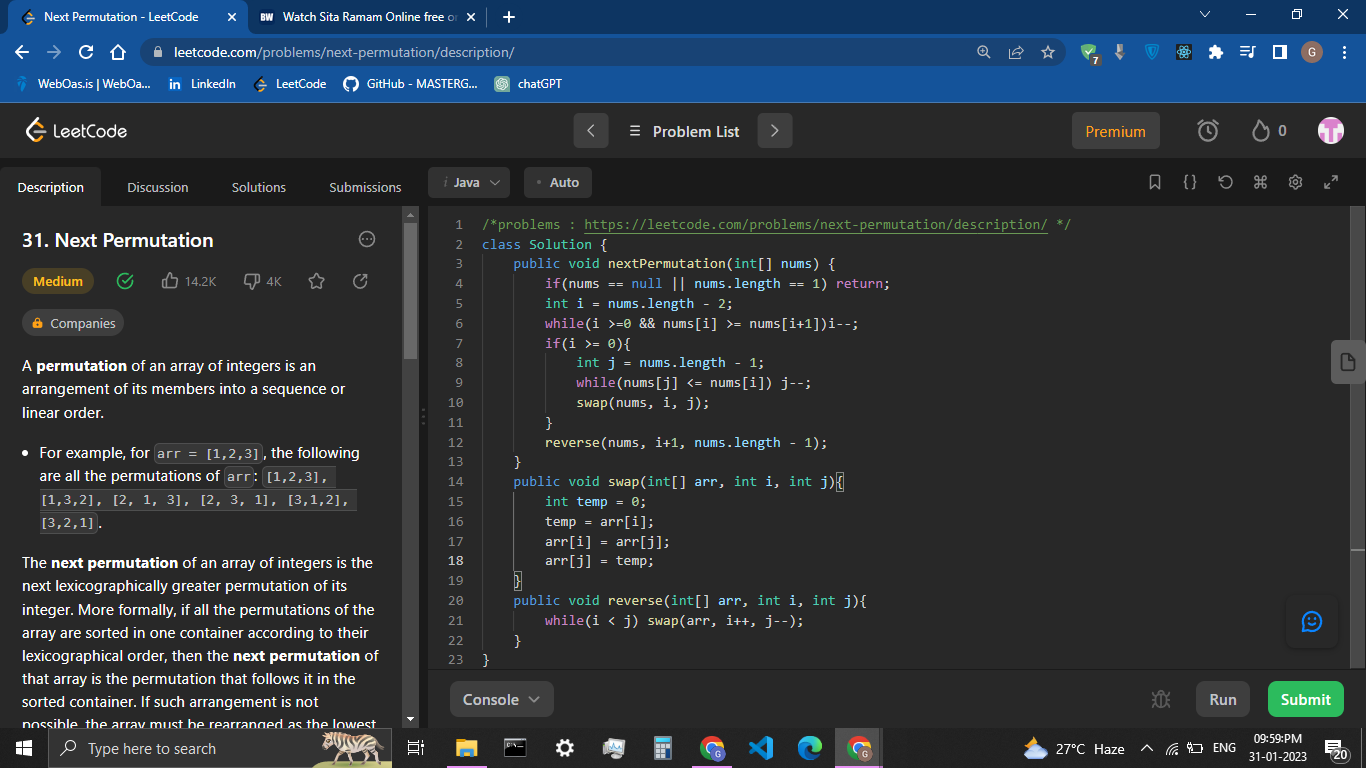 Next Permutation - LeetCode
BW Watch Sita Ramam Online free or
leetcode.com/problems/next-permutation/description/
7
G
WebOas.is | WebOa...
in LinkedIn
LeetCode
GitHub - MASTERG...
chatGPT
LeetCode
Problem List
Premium
0
Description
Discussion
Solutions
Submissions
i Java
Auto
31. Next Permutation
Medium
14.2K
4K
Companies
A permutation of an array of integers is an
arrangement of its members into a sequence or
linear order.
For example, for arr = [1,2,3], the following
are all the permutations of arr: [1,2,3],
[1,3,2], [2, 1, 3], [2, 3, 1], [3,1,2],
[3,2,1].
The next permutation of an array of integers is the
next lexicographically greater permutation of its
integer. More formally, if all the permutations of the
array are sorted in one container according to their
lexicographical order, then the next permutation of
that array is the permutation that follows it in the
sorted container. If such arrangement is not
possible, the array must be rearranged as the lowest
1 /*problems : https://leetcode.com/problems/next-permutation/description/ */
2 class Solution {
3 public void nextPermutation(int[] nums) {
4 if(nums == null || nums.length == 1) return;
5 int i = nums.length - 2;
6 while(i >=0 && nums[i] >= nums[i+1])i--;
7 if(i >= 0){
8 int j = nums.length - 1;
9 while(nums[j] <= nums[i]) j--;
10 swap(nums, i, j);
11 }
12 reverse(nums, i+1, nums.length - 1);
13 }
14 public void swap(int[] arr, int i, int j){
15 int temp = 0;
16 temp = arr[i];
17 arr[i] = arr[j];
18 arr[j] = temp;
19 }
20 public void reverse(int[] arr, int i, int j){
21 while(i < j) swap(arr, i++, j--);
22 }
23 }
Console
Run
Submit
Type here to search
G
G
27°C Haze
ENG
09:59:PM
31-01-2023
20